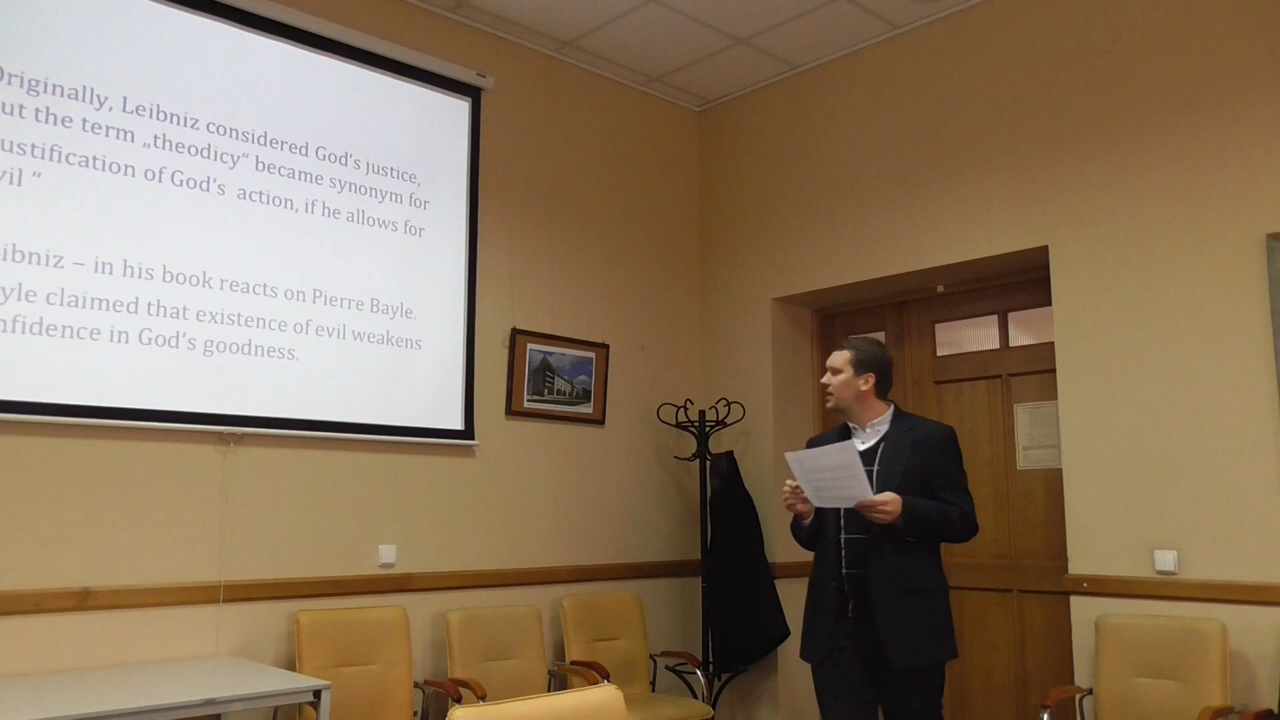 Originally, Leibniz considered God‘s justice,
ut the term „theodicy“ became synonym for
ustification of God‘s action, if he allows for
vil “
eibniz – in his book reacts on Pierre Bayle.
yle claimed that existence of evil weakens
nfidence in God‘s goodness.